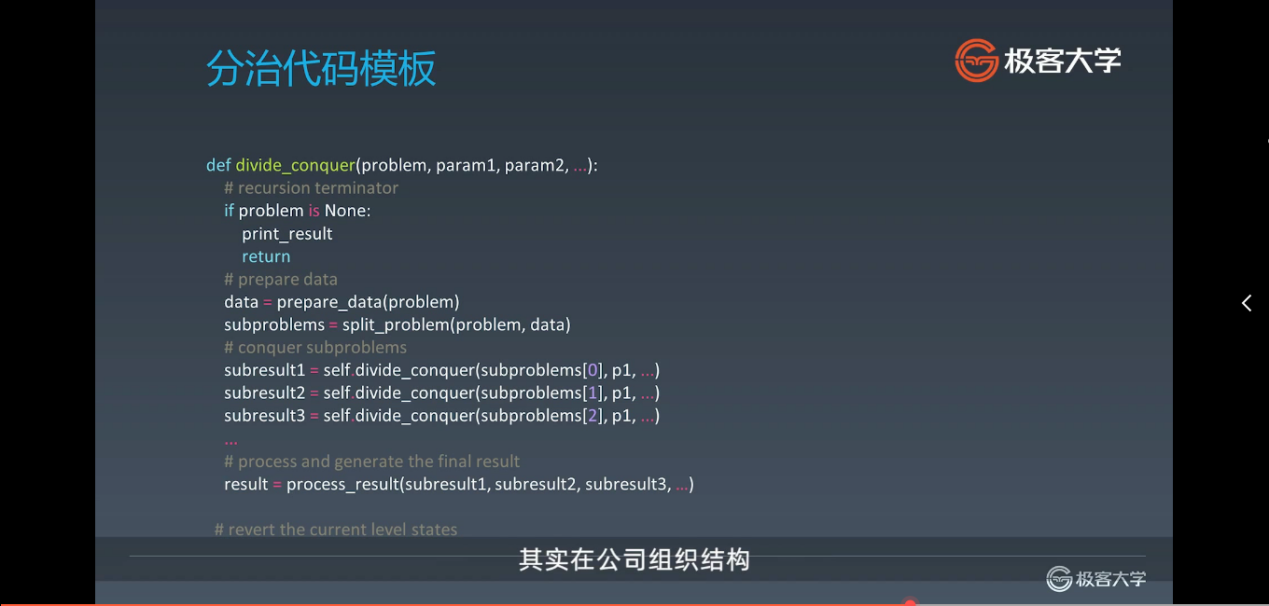 分治代码模板
极客大学
def divide_conquer(problem, param1, param2, ...):
# recursion terminator
if problem is None:
print_result
return
# prepare data
data = prepare_data(problem)
subproblems = split_problem(problem, data)
# conquer subproblems
subresult1 = self.divide_conquer(subproblems[0], p1, ...)
subresult2 = self.divide_conquer(subproblems[1], p1, ...)
subresult3 = self.divide_conquer(subproblems[2], p1, ...)
...
# process and generate the final result
result = process_result(subresult1, subresult2, subresult3, ...)
# revert the current level states
其实在公司组织结构
极客大学